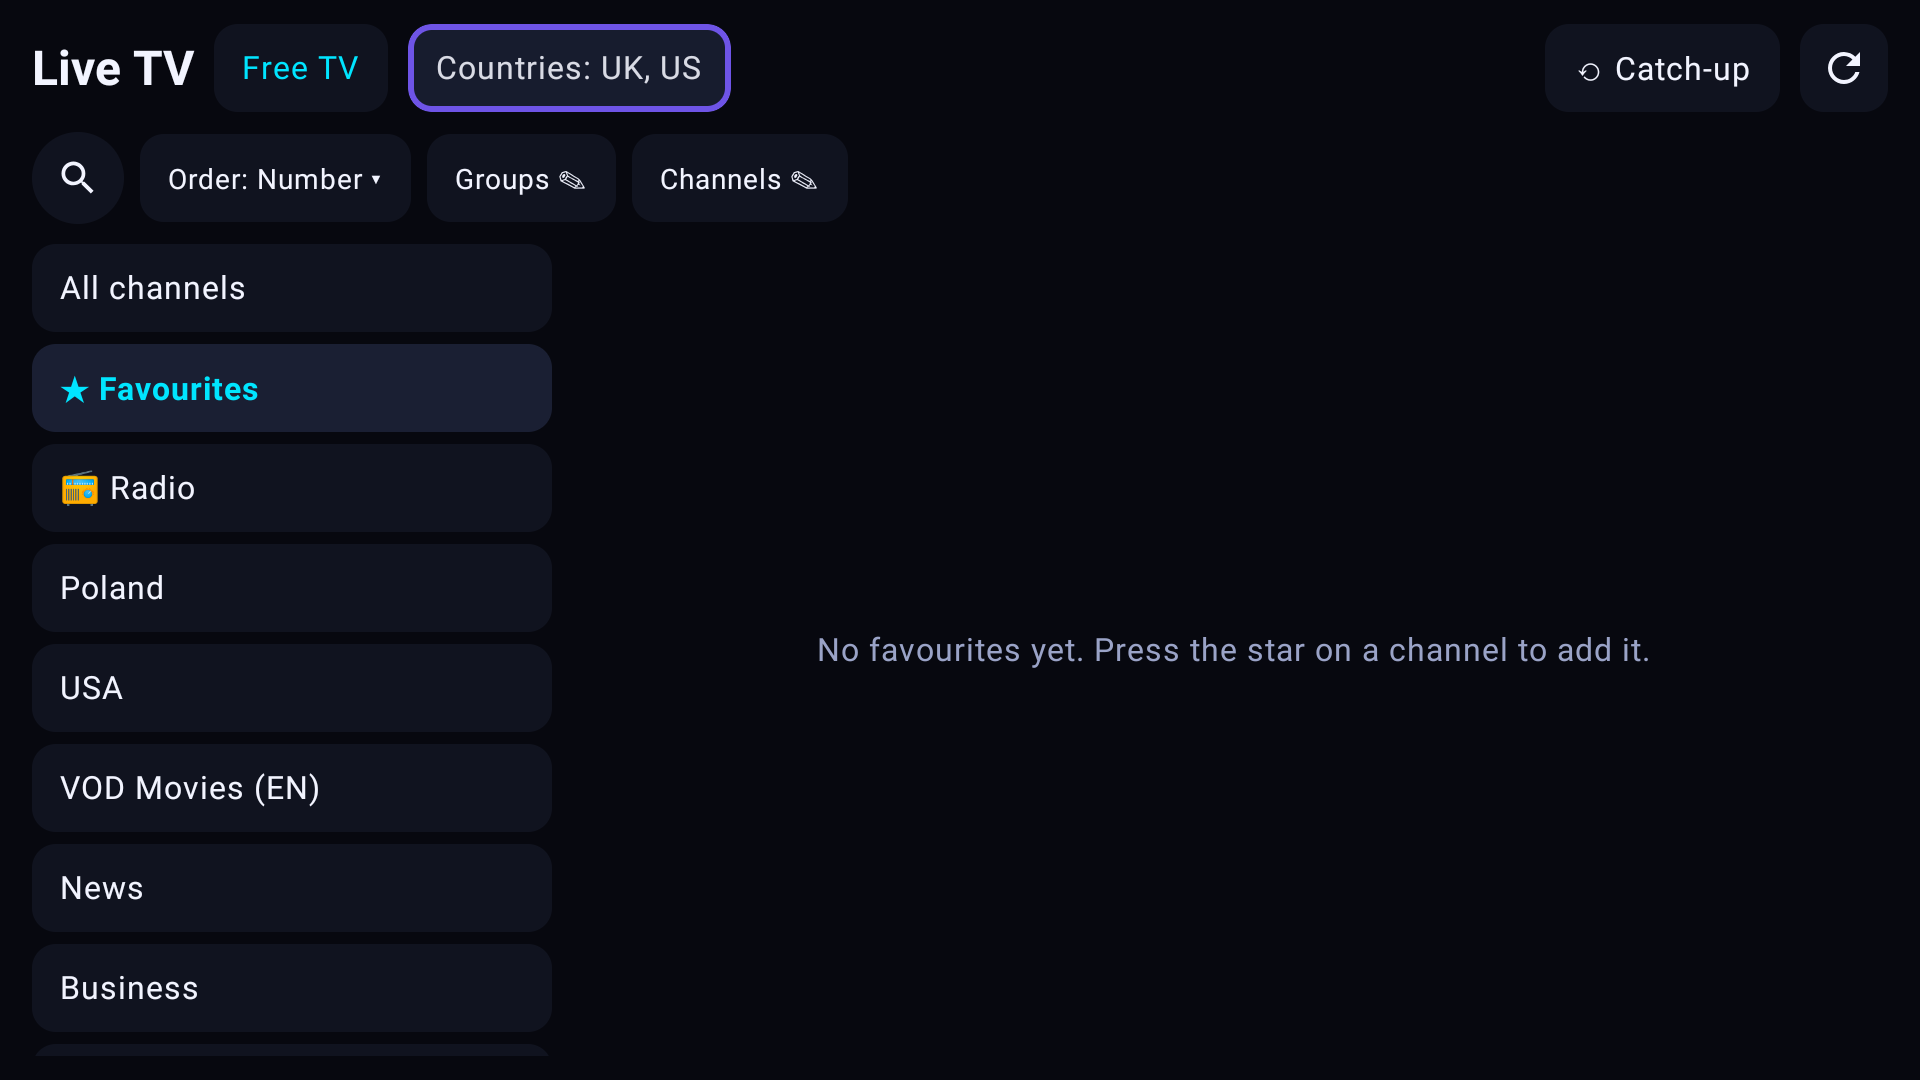 Live TV
Free TV
Countries: UK, US
⟲ Catch-up
Order: Number ▾
Groups ✎
Channels ✎
All channels
★ Favourites
📻 Radio
Poland
USA
VOD Movies (EN)
News
Business
No favourites yet. Press the star on a channel to add it.